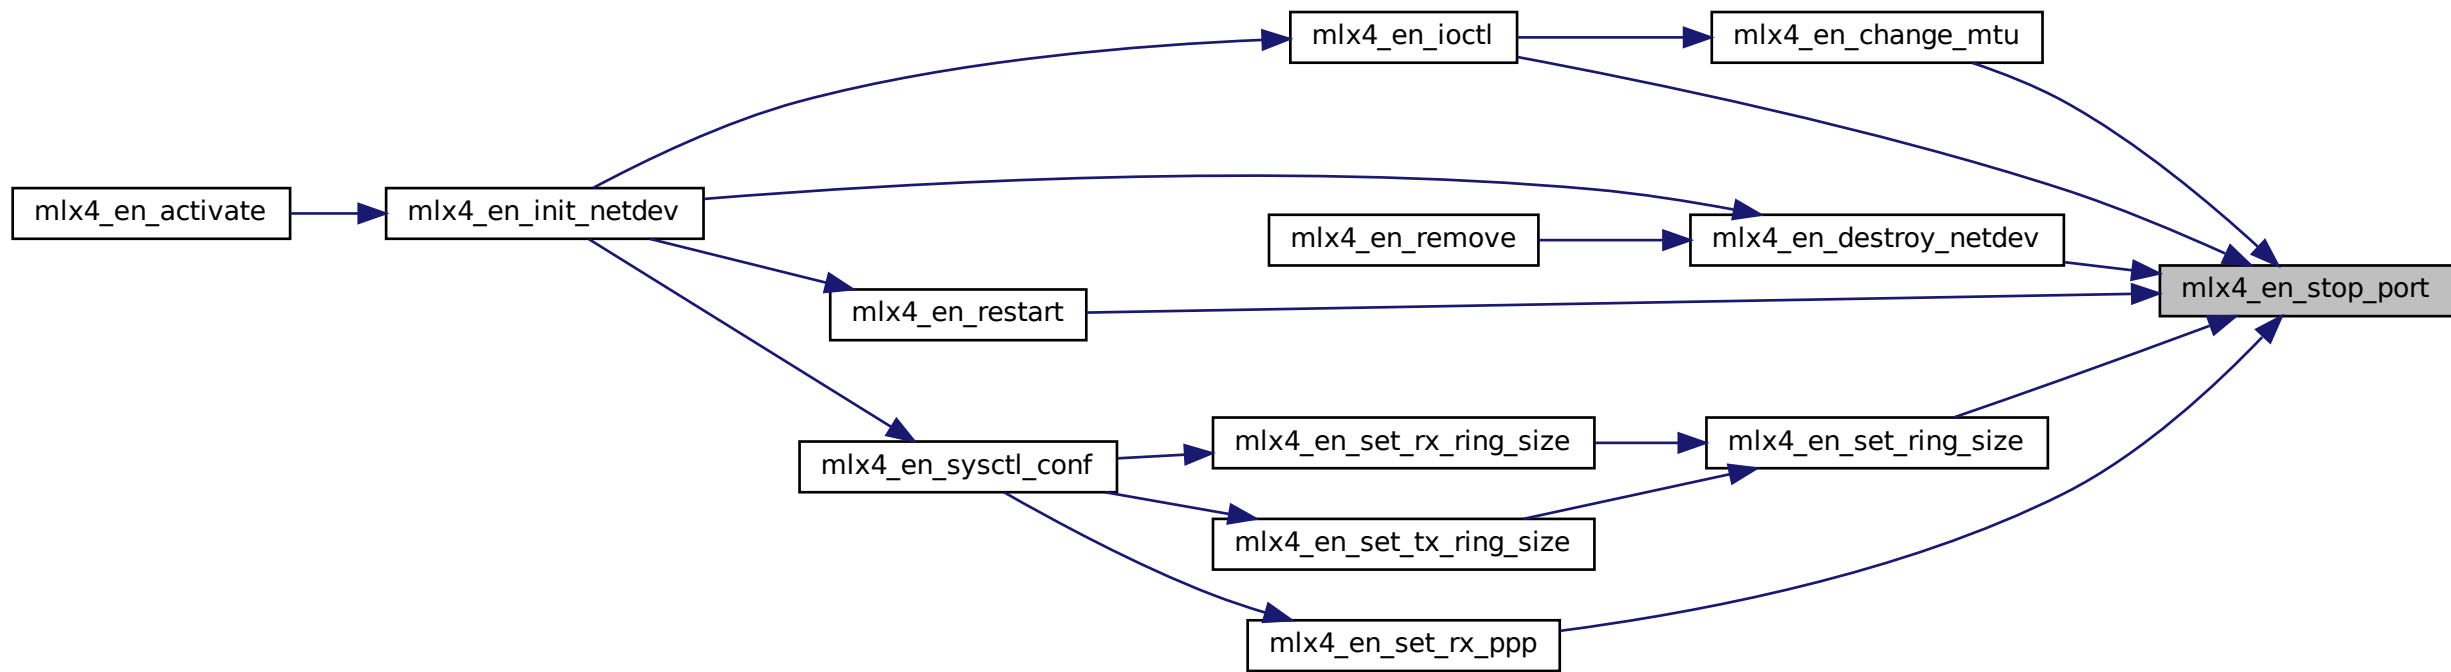 mlx4_en_ioctl
mlx4_en_change_mtu
mlx4_en_activate
mlx4_en_init_netdev
mlx4_en_remove
mlx4_en_destroy_netdev
mlx4_en_restart
mlx4_en_stop_port
mlx4_en_sysctl_conf
mlx4_en_set_rx_ring_size
mlx4_en_set_ring_size
mlx4_en_set_tx_ring_size
mlx4_en_set_rx_ppp